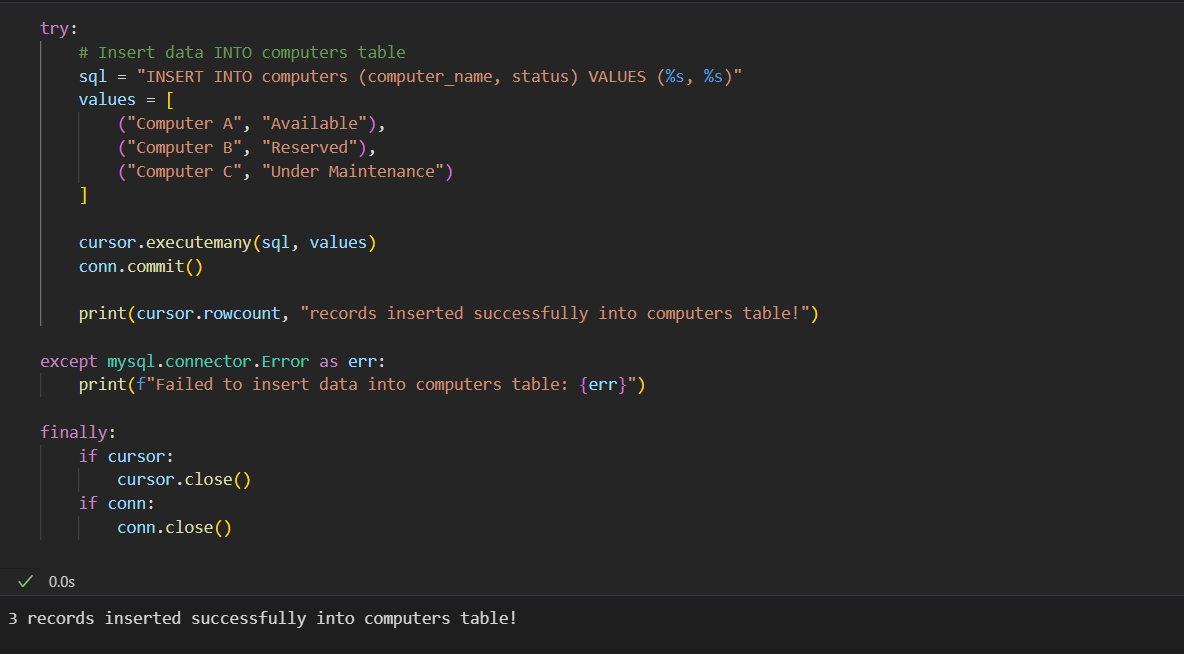 try:
    # Insert data INTO computers table
    sql = "INSERT INTO computers (computer_name, status) VALUES (%s, %s)"
    values = [
        ("Computer A", "Available"),
        ("Computer B", "Reserved"),
        ("Computer C", "Under Maintenance")
    ]
    cursor.executemany(sql, values)
    conn.commit()
    print(cursor.rowcount, "records inserted successfully into computers table!")
except mysql.connector.Error as err:
    print(f"Failed to insert data into computers table: {err}")
finally:
    if cursor:
        cursor.close()
    if conn:
        conn.close()
0.0s
3 records inserted successfully into computers table!